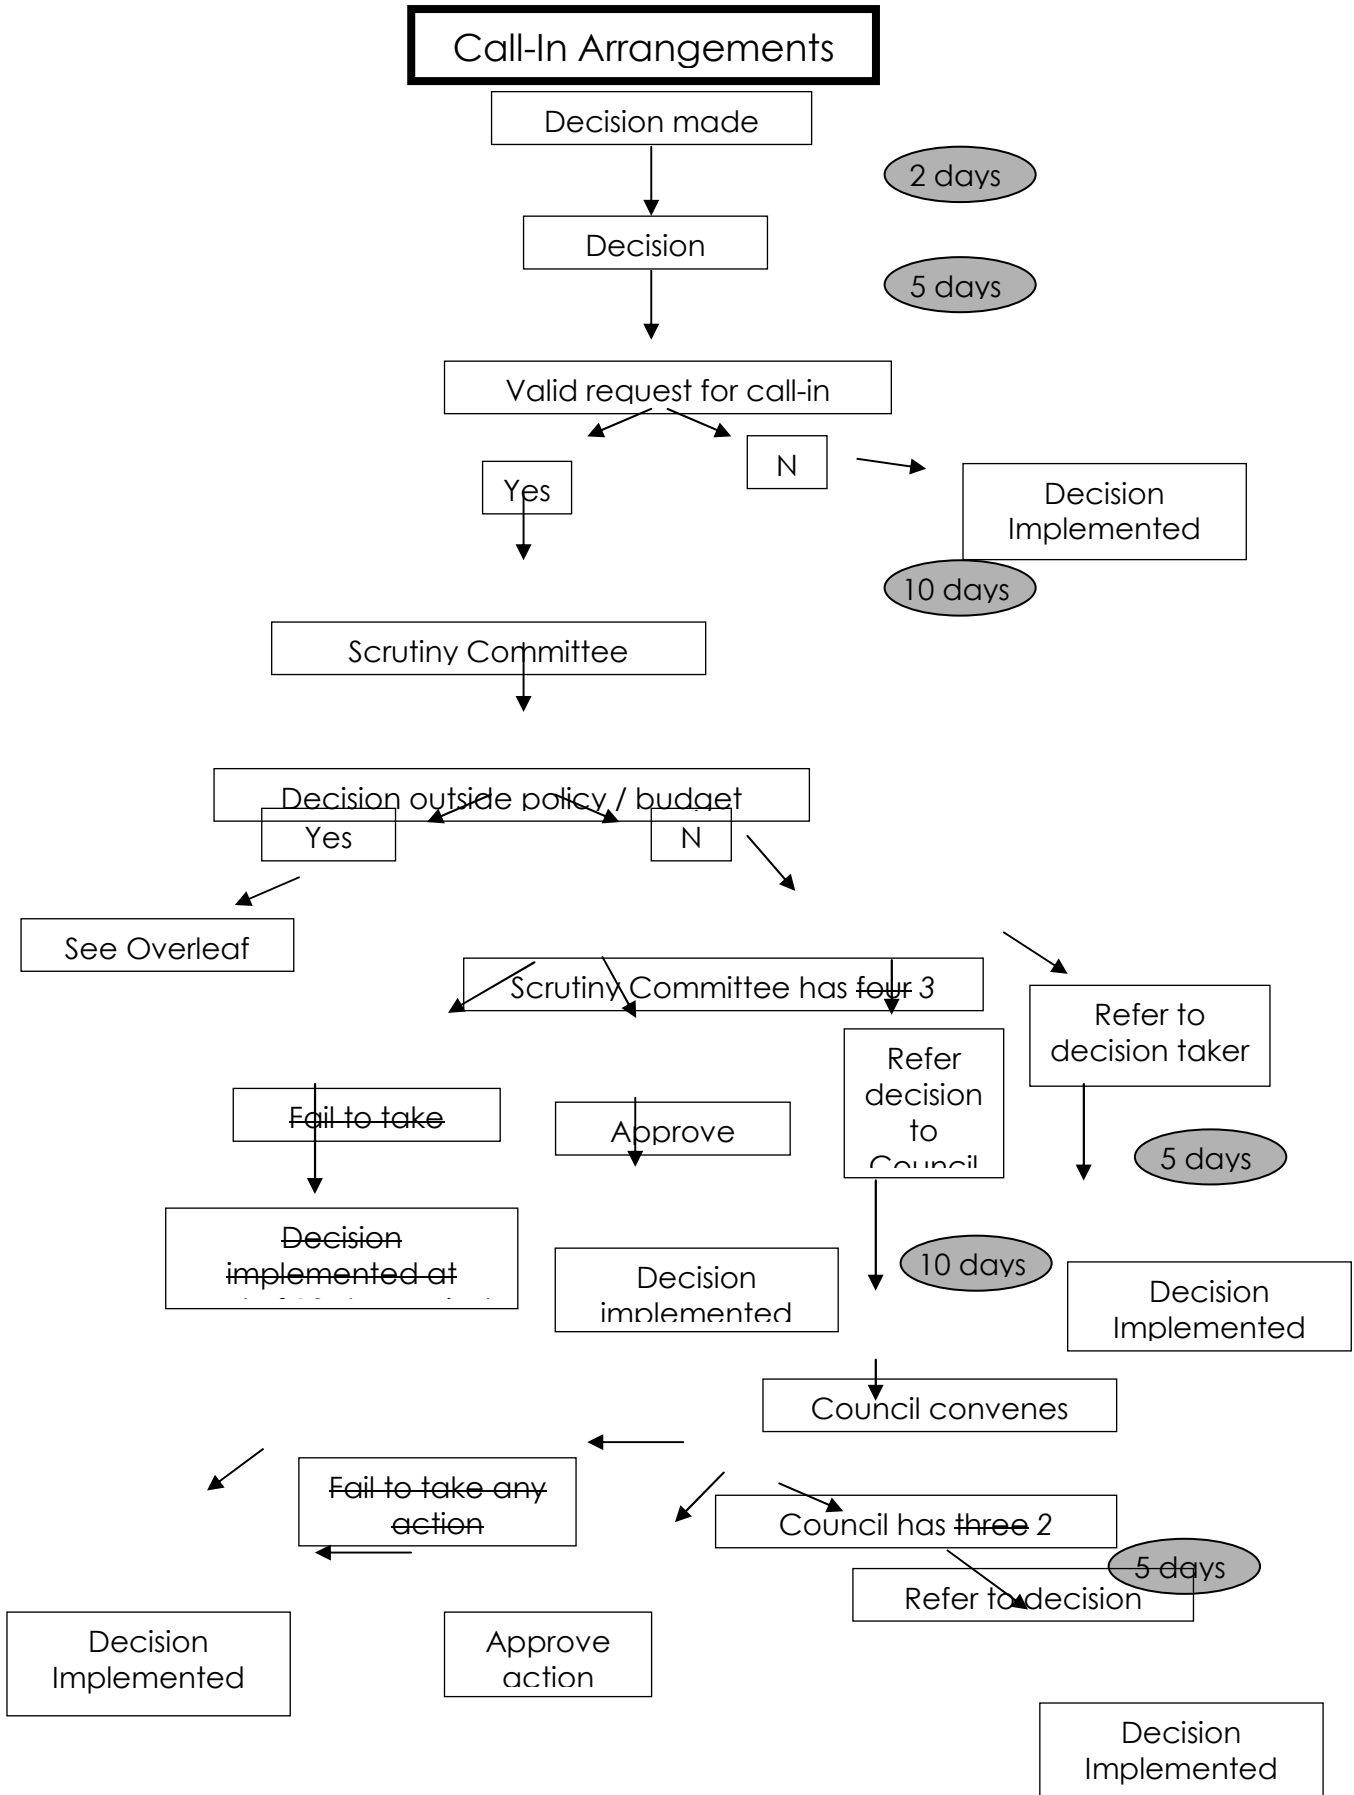 Call-In Arrangements
Decision made
2 days
Decision
5 days
Valid request for call-in
N
Yes
Decision
Implemented
10 days
Scrutiny Committee
Decision outside policy / budget
Yes
N
See Overleaf
Scrutiny Committee has four 3
Refer to
decision taker
Refer
decision
to
Council
Fail to take
Approve
5 days
Decision
implemented at
Decision
implemented
10 days
Decision
Implemented
Council convenes
Fail to take any
action
Council has three 2
5 days
Refer to decision
Decision
Implemented
Approve
action
Decision
Implemented